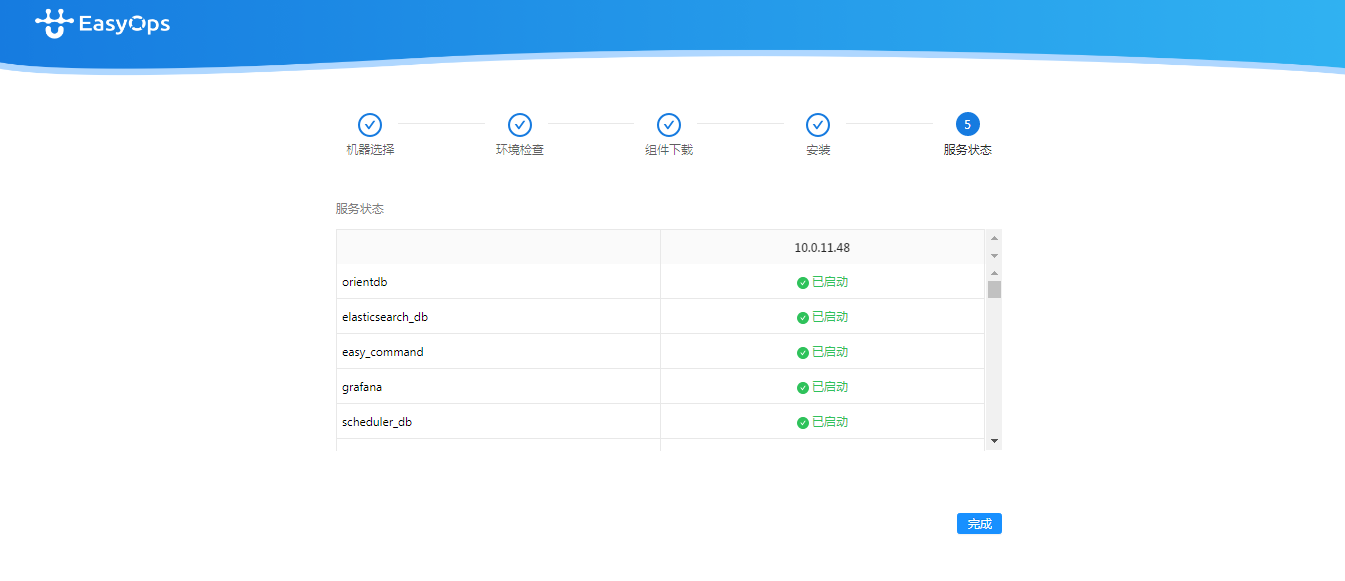 EasyOps
5
机器选择 环境检查 组件下载 安装 服务状态
服务状态
10.0.11.48
orientdb 已启动
elasticsearch_db 已启动
easy_command 已启动
grafana 已启动
scheduler_db 已启动
完成